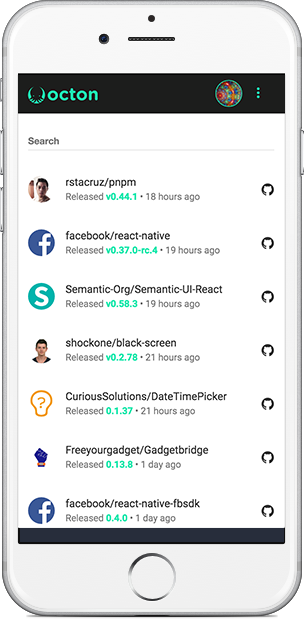 octon
Search
rstacruz/pnpm
Released v0.44.1 • 18 hours ago
facebook/react-native
Released v0.37.0-rc.4 • 19 hours ago
Semantic-Org/Semantic-UI-React
Released v0.58.3 • 19 hours ago
shockone/black-screen
Released v0.2.78 • 21 hours ago
CuriousSolutions/DateTimePicker
Released 0.1.37 • 21 hours ago
Freeyourgadget/Gadgetbridge
Released 0.13.8 • 1 day ago
facebook/react-native-fbsdk
Released 0.4.0 • 1 day ago